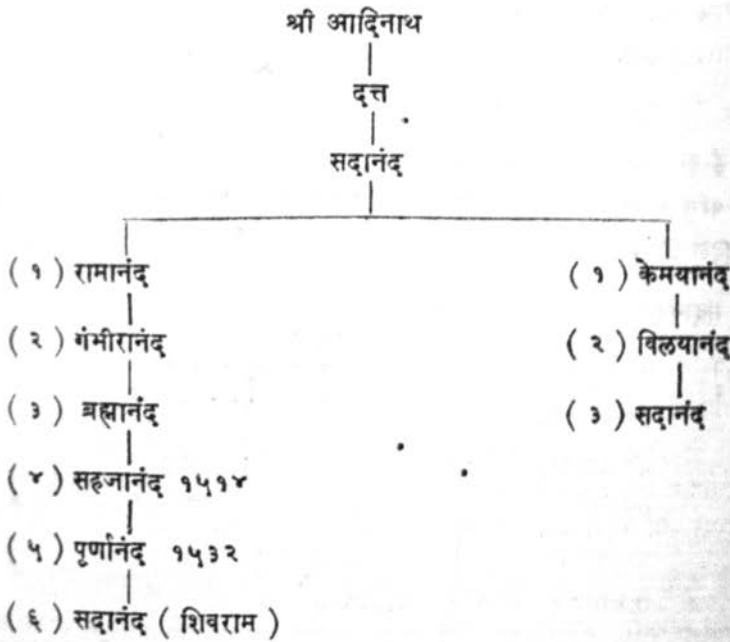 श्री आदिनाथ
दत्त
सदानंद
( १ ) रामानंद ( १ ) केमयानंद
( २ ) गंभीरानंद ( २ ) विलयानंद
( ३ ) ब्रह्मानंद ( ३ ) सदानंद
( ४ ) सहजानंद १५१४
( ५ ) पूर्णानंद १५३२
( ६ ) सदानंद ( शिवराम )